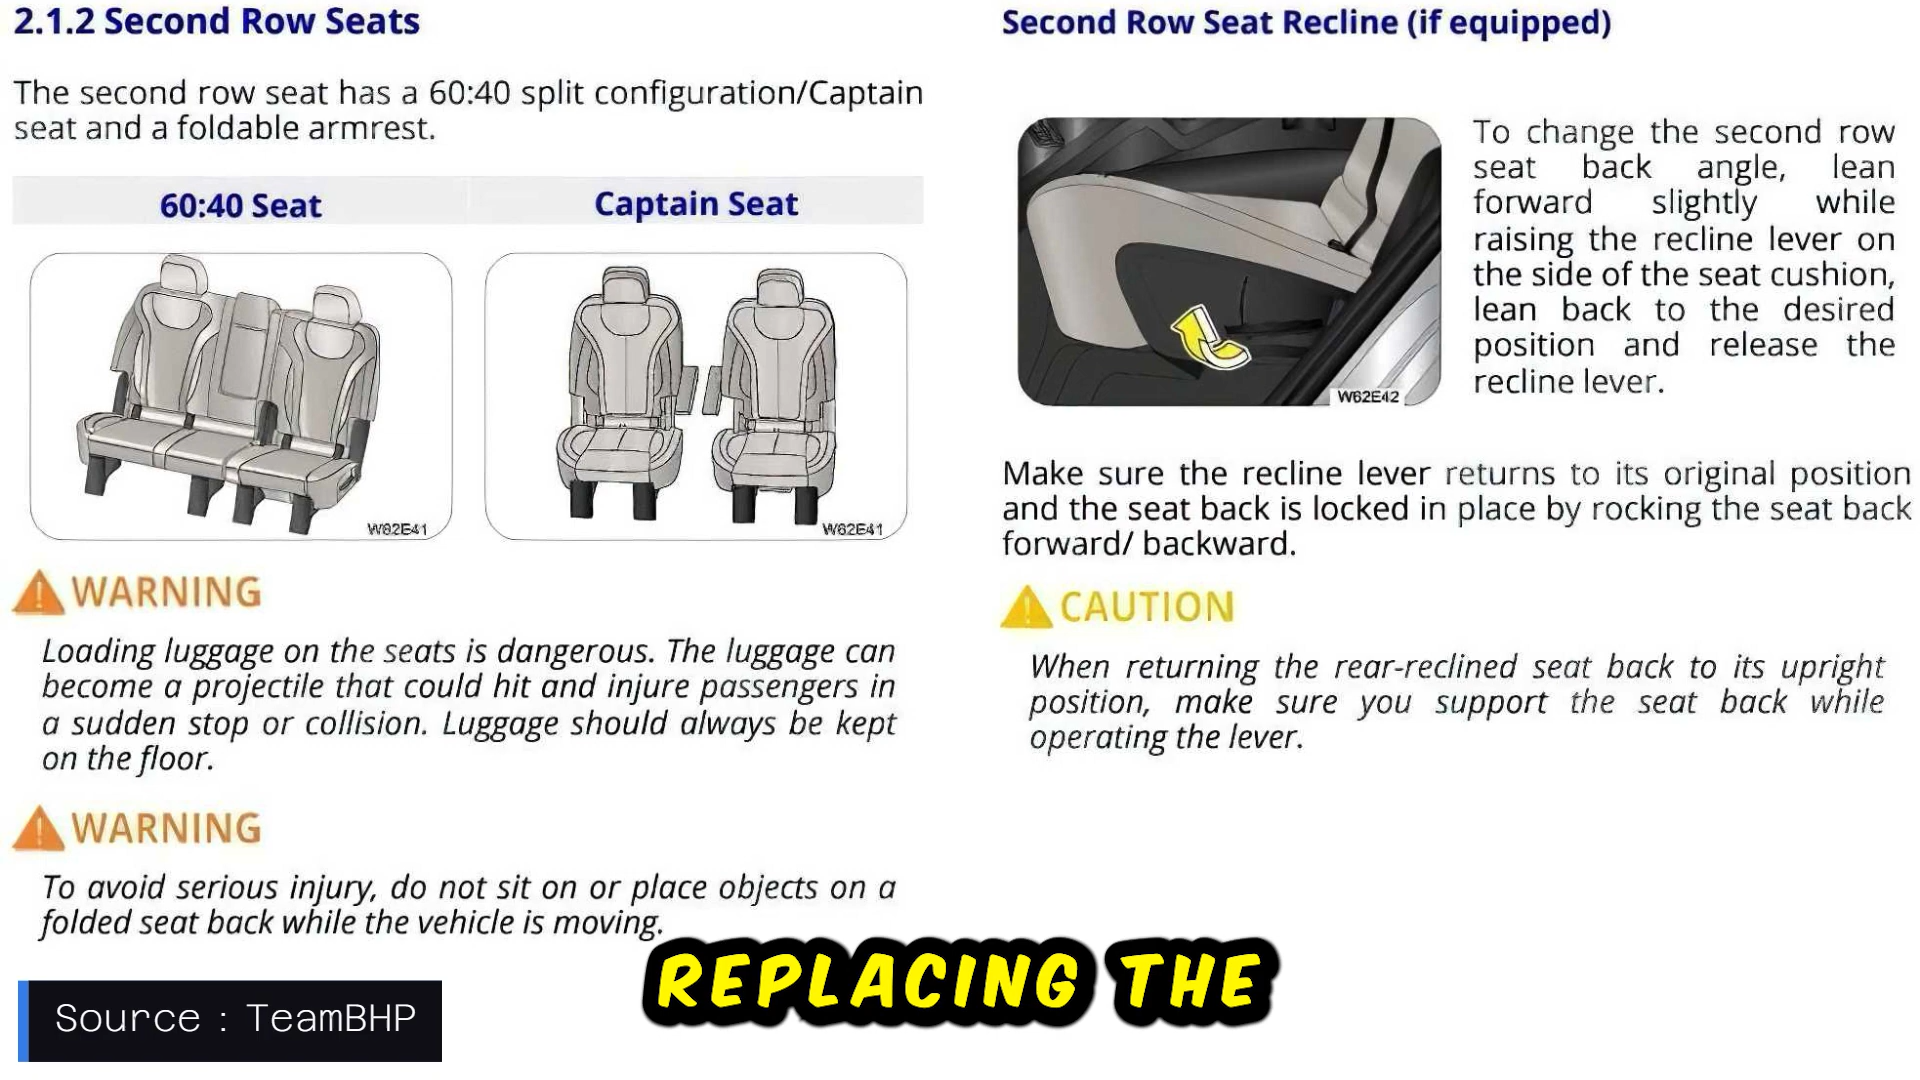 2.1.2 Second Row Seats
The second row seat has a 60:40 split configuration/Captain
seat and a foldable armrest.
60:40 Seat
Captain Seat
W62E41
W62E41
WARNING
Loading luggage on the seats is dangerous. The luggage can
become a projectile that could hit and injure passengers in
a sudden stop or collision. Luggage should always be kept
on the floor.
WARNING
To avoid serious injury, do not sit on or place objects on a
folded seat back while the vehicle is moving.
Second Row Seat Recline (if equipped)
To change the second row
seat back angle, lean
forward slightly while
raising the recline lever on
the side of the seat cushion,
lean back to the desired
position and release the
recline lever.
W62E42
Make sure the recline lever returns to its original position
and the seat back is locked in place by rocking the seat back
forward/ backward.
CAUTION
When returning the rear-reclined seat back to its upright
position, make sure you support the seat back while
operating the lever.
REPLACING THE
Source : TeamBHP